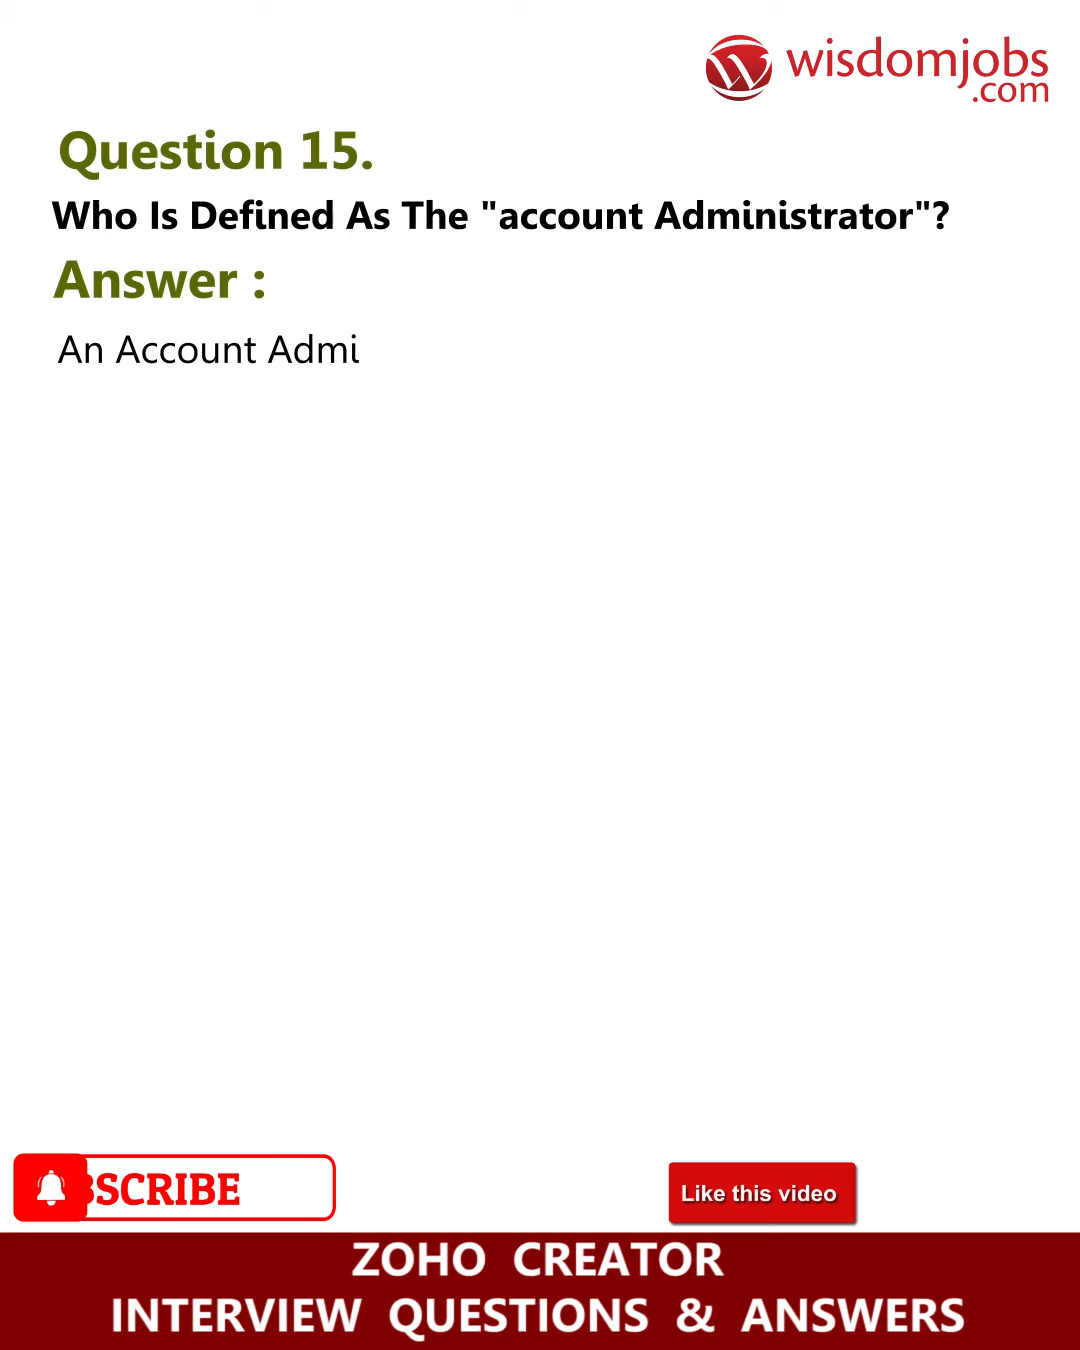 wisdomjobs
.com
Question 15.
Who Is Defined As The "account Administrator"?
Answer :
An Account Admi
BSCRIBE
Like this video
ZOHO CREATOR
INTERVIEW QUESTIONS & ANSWERS